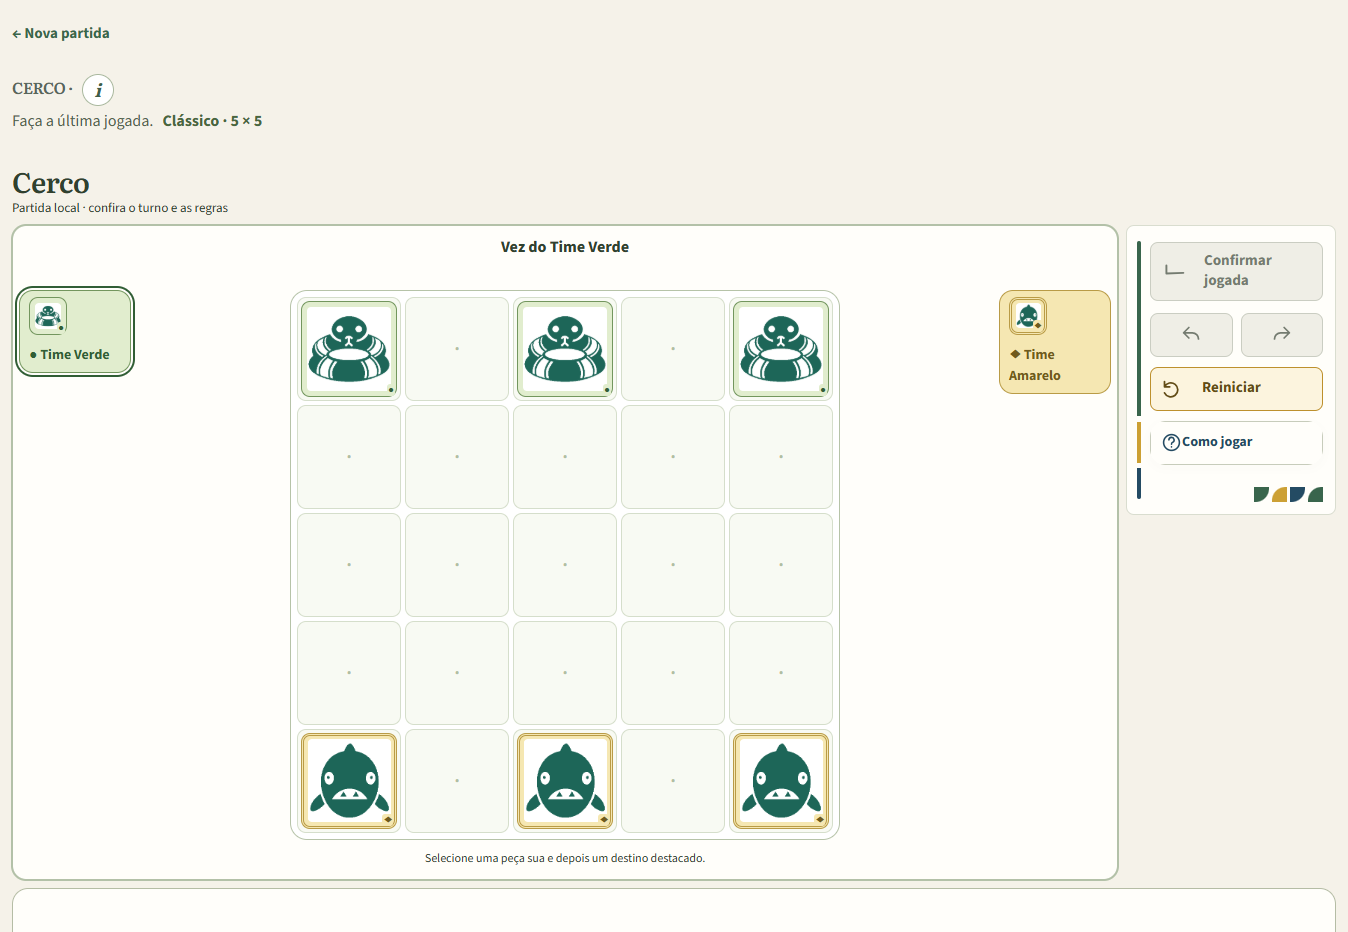 ← Nova partida
CERCO · i
Faça a última jogada. Clássico · 5 × 5
Cerco
Partida local · confira o turno e as regras
Vez do Time Verde
● Time Verde
◆ Time
Amarelo
Selecione uma peça sua e depois um destino destacado.
Confirmar
jogada
Reiniciar
? Como jogar